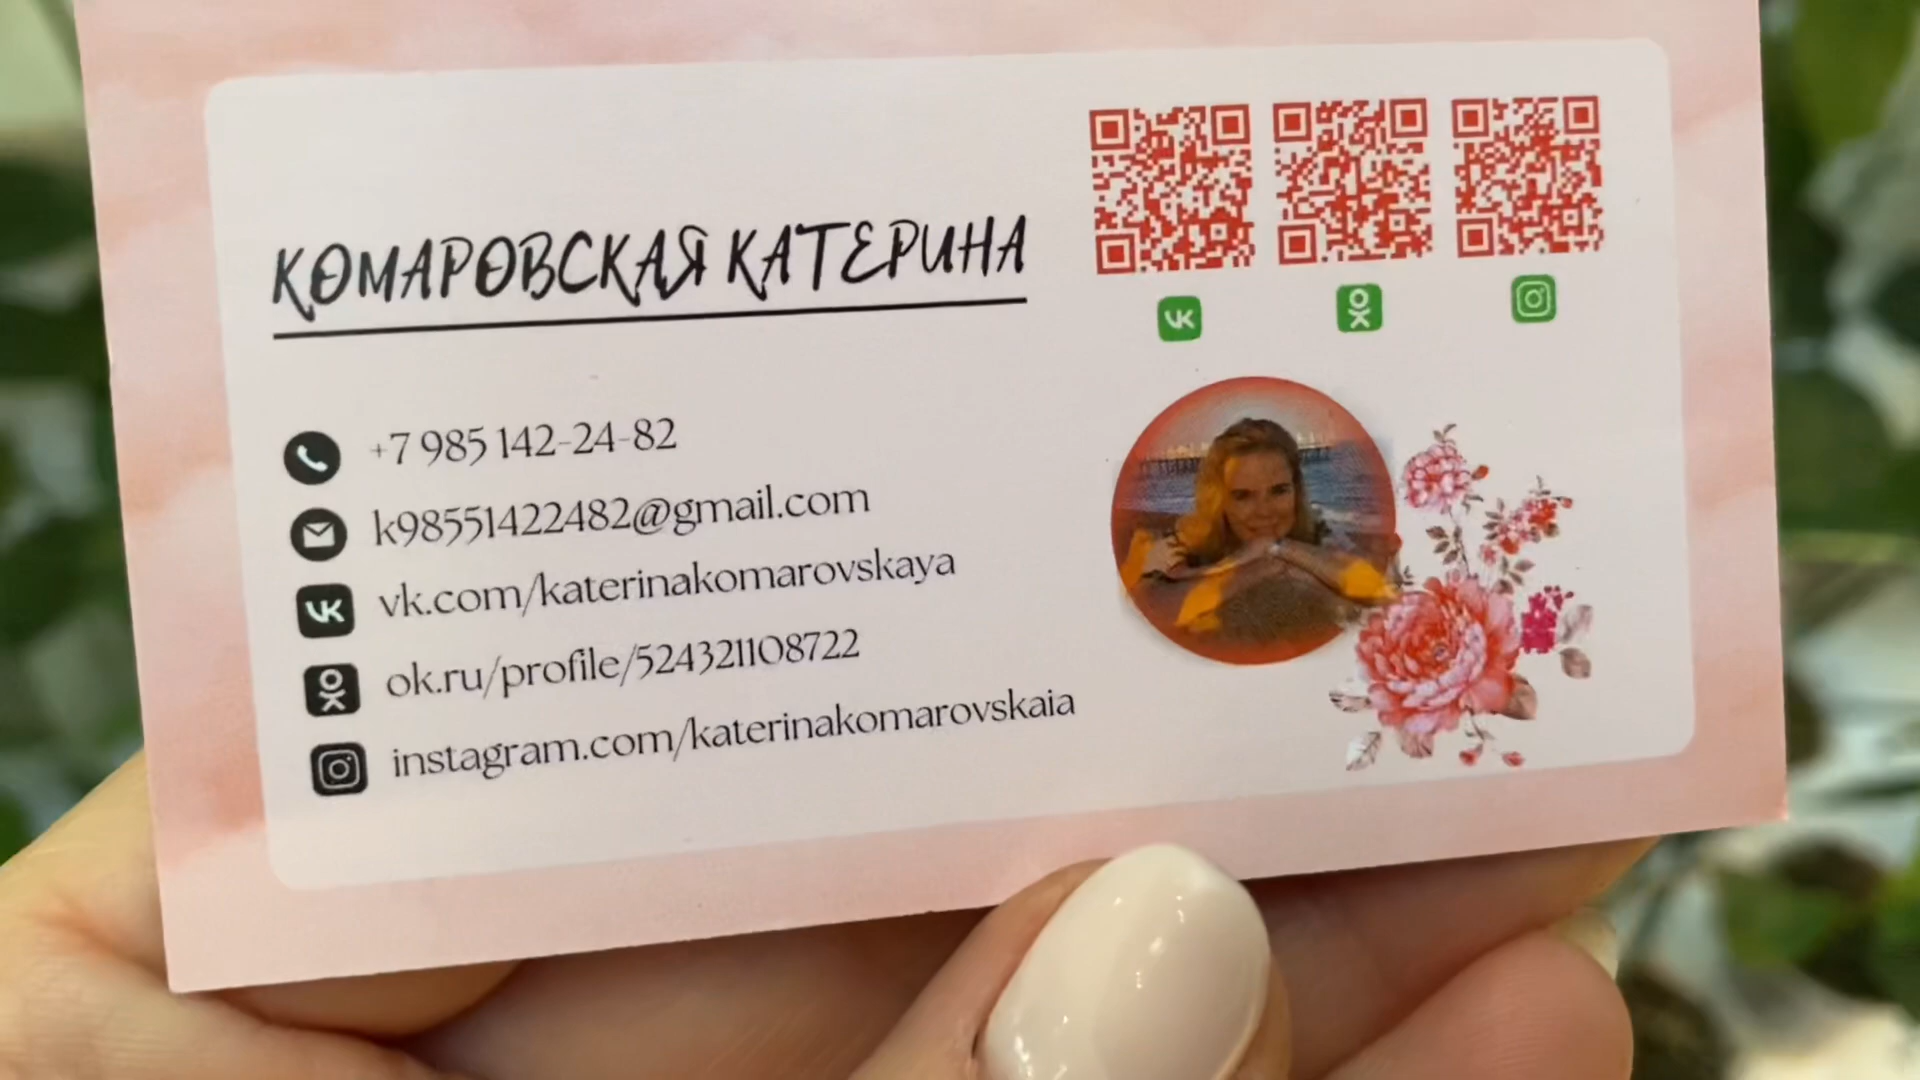 КОМАРОВСКАЯ КАТЕРИНА
+7 985 142-24-82
k98551422482@gmail.com
vk.com/katerinakomarovskaya
ok.ru/profile/524321108722
instagram.com/katerinakomarovskaia